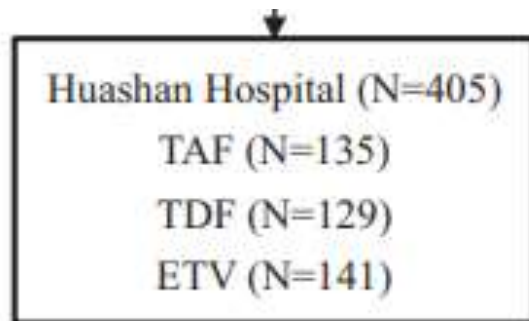 Huashan Hospital (N=405)
TAF (N=135)
TDF (N=129)
ETV (N=141)